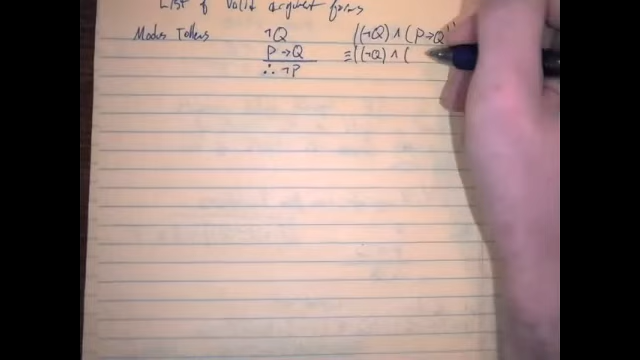 List of valid argument forms
Modus Tollens ¬Q ((¬Q) ∧ (P→Q
P→Q ≡((¬Q) ∧ (
∴ ¬P